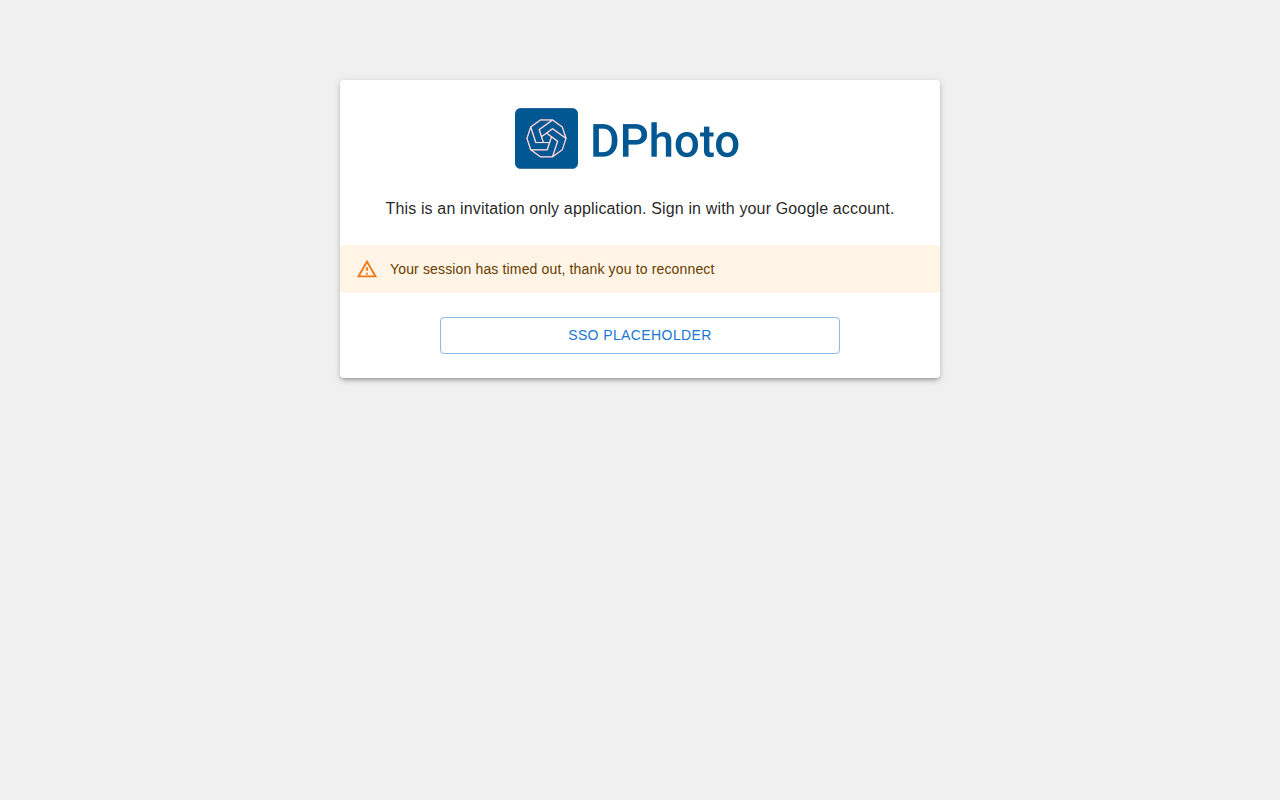 DPhoto
This is an invitation only application. Sign in with your Google account.
Your session has timed out, thank you to reconnect
SSO PLACEHOLDER